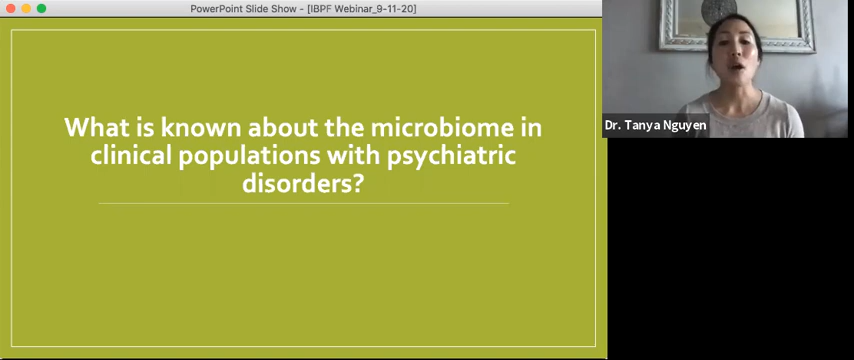 PowerPoint Slide Show - [IBPF Webinar_9-11-20]
What is known about the microbiome in
clinical populations with psychiatric
disorders?
Dr. Tanya Nguyen